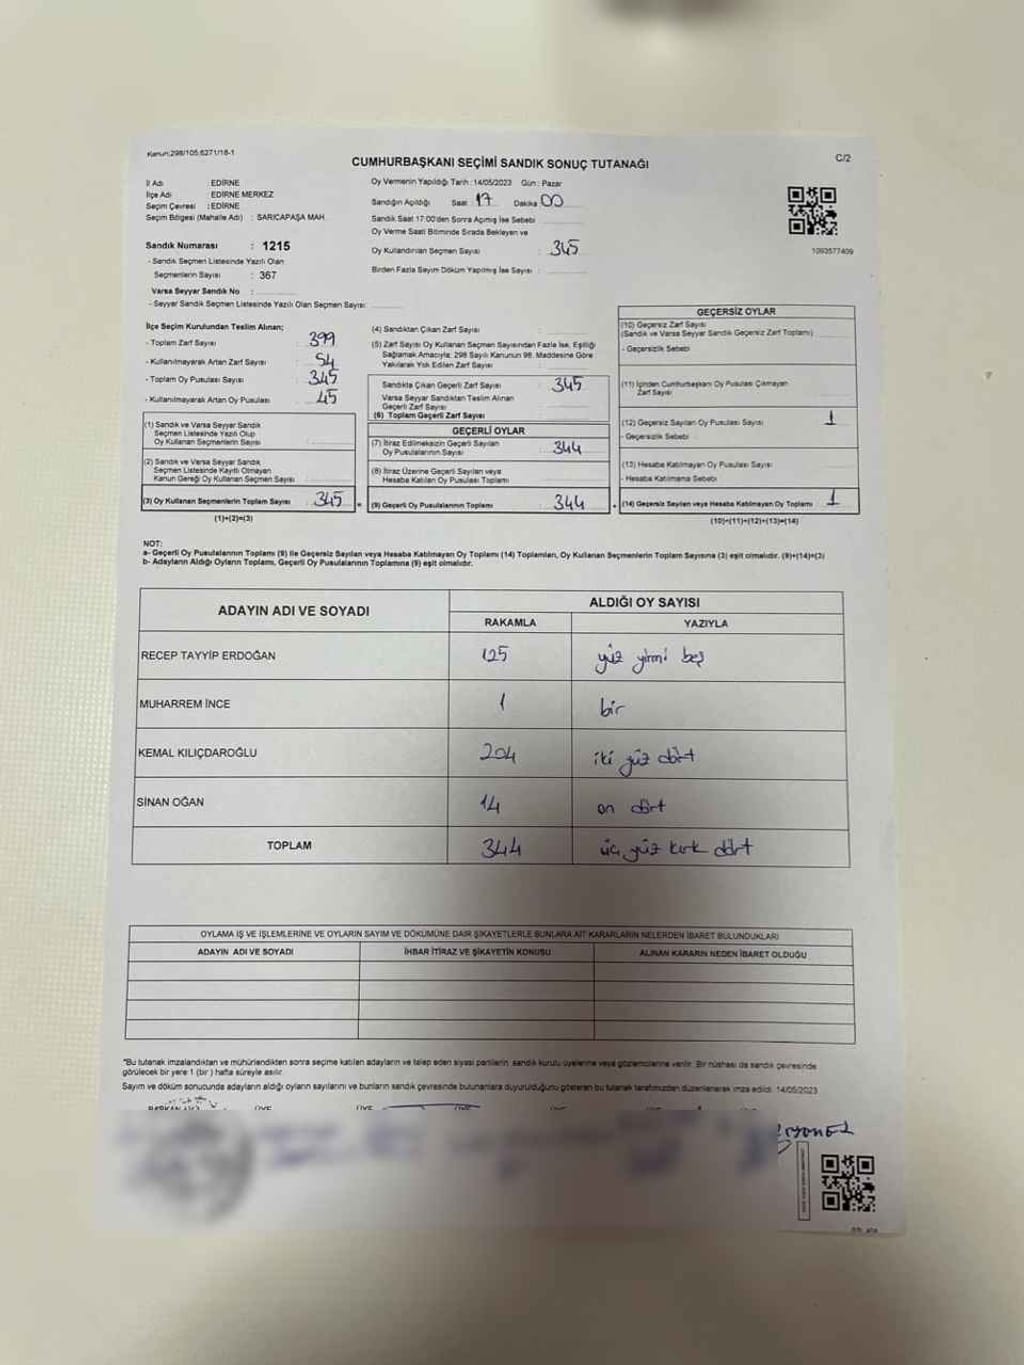 Kanun:298/105;6271/18-1
C/2
CUMHURBAŞKANI SEÇİMİ SANDIK SONUÇ TUTANAĞI
İl Adı : EDİRNE
İlçe Adı : EDİRNE MERKEZ
Seçim Çevresi : EDİRNE
Seçim Bölgesi (Mahalle Adı) : SARICAPAŞA MAH.
Sandık Numarası : 1215
- Sandık Seçmen Listesinde Yazılı Olan
Seçmenlerin Sayısı : 367
Varsa Seyyar Sandık No :
- Seyyar Sandık Seçmen Listesinde Yazılı Olan Seçmen Sayısı:
Oy Vermenin Yapıldığı Tarih : 14/05/2023 Gün : Pazar
Sandığın Açıldığı Saat : 17 Dakika 00
Sandık Saat 17:00'den Sonra Açılmış İse Sebebi
Oy Verme Saati Bitiminde Sırada Bekleyen ve
Oy Kullandırılan Seçmen Sayısı : 345
Birden Fazla Sayım Döküm Yapılmış İse Sayısı :
1093577409
İlçe Seçim Kurulundan Teslim Alınan;
- Toplam Zarf Sayısı : 399
- Kullanılmayarak Artan Zarf Sayısı : 54
- Toplam Oy Pusulası Sayısı : 345
- Kullanılmayarak Artan Oy Pusulası : 45
(1) Sandık ve Varsa Seyyar Sandık
Seçmen Listesinde Yazılı Olup
Oy Kullanan Seçmenlerin Sayısı
(2) Sandık ve Varsa Seyyar Sandık
Seçmen Listesinde Kayıtlı Olmayan
Kanun Gereği Oy Kullanan Seçmen Sayısı
(3) Oy Kullanan Seçmenlerin Toplam Sayısı 345
(1)+(2)=(3)
(4) Sandıktan Çıkan Zarf Sayısı :
(5) Zarf Sayısı Oy Kullanan Seçmen Sayısından Fazla İse, Eşitliği
Sağlamak Amacıyla; 298 Sayılı Kanunun 98. Maddesine Göre
Yakılarak Yok Edilen Zarf Sayısı :
Sandıkta Çıkan Geçerli Zarf Sayısı 345
Varsa Seyyar Sandıktan Teslim Alınan
Geçerli Zarf Sayısı
(6) Toplam Geçerli Zarf Sayısı
GEÇERLİ OYLAR
(7) İtiraz Edilmeksizin Geçerli Sayılan
Oy Pusulalarının Sayısı 344
(8) İtiraz Üzerine Geçerli Sayılan veya
Hesaba Katılan Oy Pusulaları Toplamı
(9) Geçerli Oy Pusulalarının Toplamı 344
GEÇERSİZ OYLAR
(10) Geçersiz Zarf Sayısı
(Sandık ve Varsa Seyyar Sandık Geçersiz Zarf Toplamı)
- Geçersizlik Sebebi
(11) İçinden Cumhurbaşkanı Oy Pusulası Çıkmayan
Zarf Sayısı
(12) Geçersiz Sayılan Oy Pusulası Sayısı 1
- Geçersizlik Sebebi
(13) Hesaba Katılmayan Oy Pusulası Sayısı
- Hesaba Katılmama Sebebi
(14) Geçersiz Sayılan veya Hesaba Katılmayan Oy Toplamı 1
(10)+(11)+(12)+(13)=(14)
NOT:
a- Geçerli Oy Pusulalarının Toplamı (9) ile Geçersiz Sayılan veya Hesaba Katılmayan Oy Toplamı (14) Toplamları, Oy Kullanan Seçmenlerin Toplam Sayısına (3) eşit olmalıdır. (9)+(14)=(3)
b- Adayların Aldığı Oyların Toplamı, Geçerli Oy Pusulalarının Toplamına (9) eşit olmalıdır.
ADAYIN ADI VE SOYADI
ALDIĞI OY SAYISI
RAKAMLA YAZIYLA
RECEP TAYYİP ERDOĞAN 125 yüz yirmi beş
MUHARREM İNCE 1 bir
KEMAL KILIÇDAROĞLU 204 iki yüz dört
SİNAN OĞAN 14 on dört
TOPLAM 344 üç yüz kırk dört
OYLAMA İŞ VE İŞLEMLERİNE VE OYLARIN SAYIM VE DÖKÜMÜNE DAİR ŞİKAYETLERLE BUNLARA AİT KARARLARIN NELERDEN İBARET BULUNDUKLARI
ADAYIN ADI VE SOYADI İHBAR İTİRAZ VE ŞİKAYETİN KONUSU ALINAN KARARIN NEDEN İBARET OLDUĞU
*Bu tutanak imzalandıktan ve mühürlendikten sonra seçime katılan adayların ve talep eden siyasi partilerin, sandık kurulu üyelerine veya gözlemcilerine verilir. Bir nüshası da sandık çevresinde
görülecek bir yere 1 (bir) hafta süreyle asılır.
Sayım ve döküm sonucunda adayların aldığı oyların sayılarını ve bunların sandık çevresinde bulunanlara duyurulduğunu gösteren bu tutanak tarafımızdan düzenlenerek imza edildi. 14/05/2023
ÜYE ÜYE ÜYE